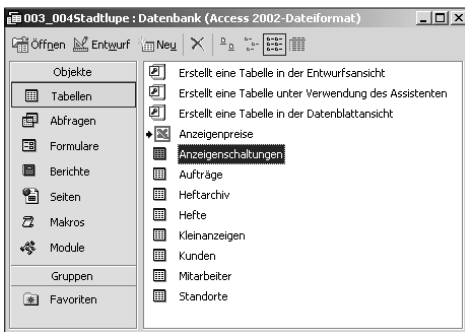 003_004Stadtlupe : Datenbank (Access 2002-Dateiformat)
Öffnen Entwurf Neu
Objekte
Tabellen
Abfragen
Formulare
Berichte
Seiten
Makros
Module
Gruppen
Favoriten
Erstellt eine Tabelle in der Entwurfsansicht
Erstellt eine Tabelle unter Verwendung des Assistenten
Erstellt eine Tabelle in der Datenblattansicht
Anzeigenpreise
Anzeigenschaltungen
Aufträge
Heftarchiv
Hefte
Kleinanzeigen
Kunden
Mitarbeiter
Standorte